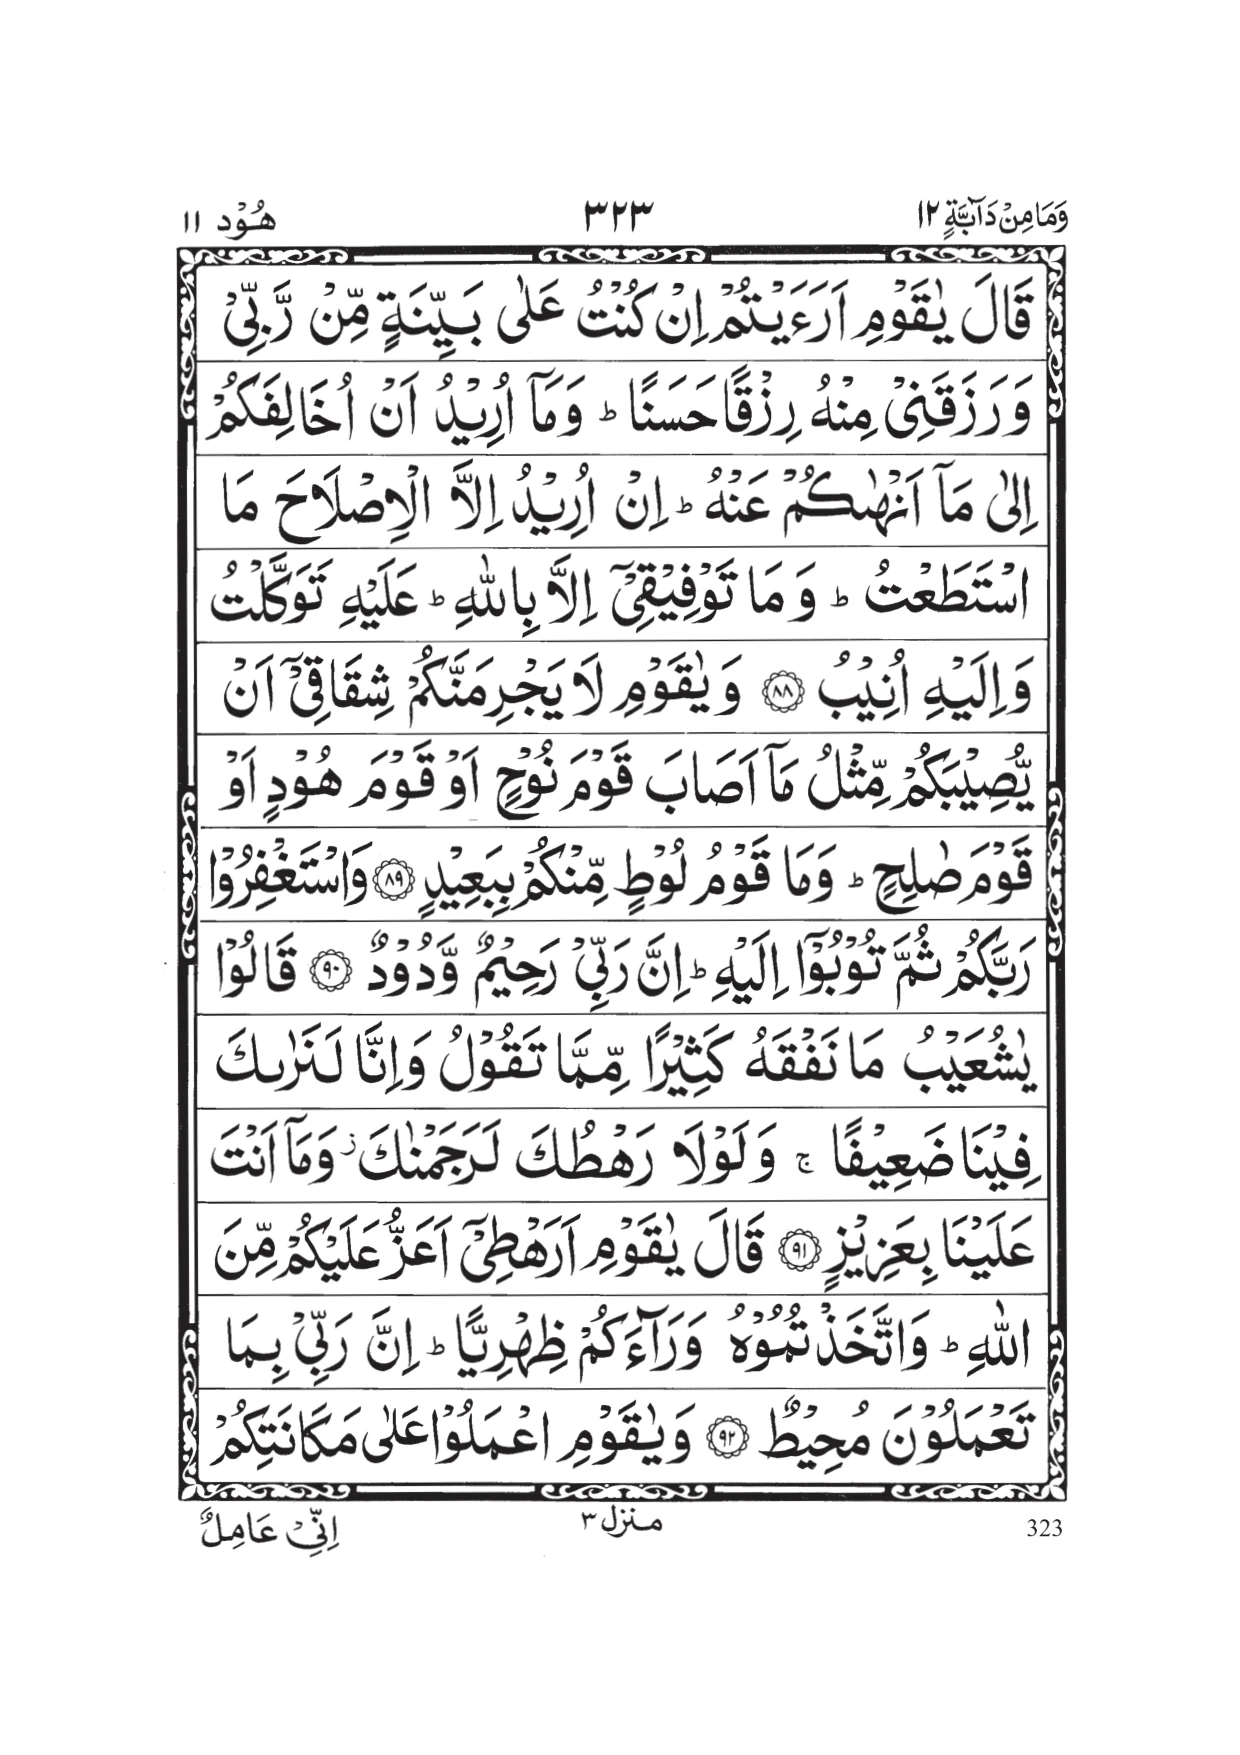 وَمَا مِنْ دَآبَّةٍ ١٢ ٣٢٣ هُوْد ١١
قَالَ يٰقَوْمِ اَرَءَيْتُمْ اِنْ كُنْتُ عَلٰى بَيِّنَةٍ مِّنْ رَّبِّيْ
وَرَزَقَنِيْ مِنْهُ رِزْقًا حَسَنًا ؕ وَمَآ اُرِيْدُ اَنْ اُخَالِفَكُمْ
اِلٰى مَآ اَنْهٰىكُمْ عَنْهُ ؕ اِنْ اُرِيْدُ اِلَّا الْاِصْلَاحَ مَا
اسْتَطَعْتُ ؕ وَمَا تَوْفِيْقِيْٓ اِلَّا بِاللّٰهِ ؕ عَلَيْهِ تَوَكَّلْتُ
وَاِلَيْهِ اُنِيْبُ ﴿٨٨﴾ وَيٰقَوْمِ لَا يَجْرِمَنَّكُمْ شِقَاقِيْٓ اَنْ
يُّصِيْبَكُمْ مِّثْلُ مَآ اَصَابَ قَوْمَ نُوْحٍ اَوْ قَوْمَ هُوْدٍ اَوْ
قَوْمَ صٰلِحٍ ؕ وَمَا قَوْمُ لُوْطٍ مِّنْكُمْ بِبَعِيْدٍ ﴿٨٩﴾ وَاسْتَغْفِرُوْا
رَبَّكُمْ ثُمَّ تُوْبُوْٓا اِلَيْهِ ؕ اِنَّ رَبِّيْ رَحِيْمٌ وَّدُوْدٌ ﴿٩٠﴾ قَالُوْا
يٰشُعَيْبُ مَا نَفْقَهُ كَثِيْرًا مِّمَّا تَقُوْلُ وَاِنَّا لَنَرٰىكَ
فِيْنَا ضَعِيْفًا ۚ وَلَوْلَا رَهْطُكَ لَرَجَمْنٰكَ ؗ وَمَآ اَنْتَ
عَلَيْنَا بِعَزِيْزٍ ﴿٩١﴾ قَالَ يٰقَوْمِ اَرَهْطِيْٓ اَعَزُّ عَلَيْكُمْ مِّنَ
اللّٰهِ ؕ وَاتَّخَذْتُمُوْهُ وَرَآءَكُمْ ظِهْرِيًّا ؕ اِنَّ رَبِّيْ بِمَا
تَعْمَلُوْنَ مُحِيْطٌ ﴿٩٢﴾ وَيٰقَوْمِ اعْمَلُوْا عَلٰى مَكَانَتِكُمْ
323 منزل ٣ اِنِّيْ عَامِلٌ